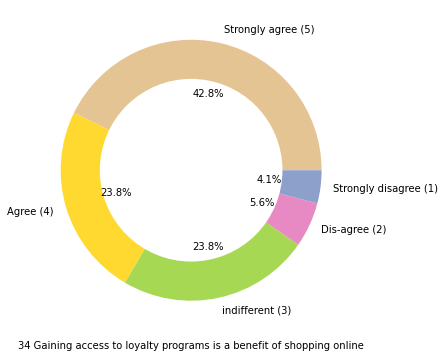 Strongly agree (5)
42.8%
4.1%
Strongly disagree (1)
23.8%
5.6%
Agree (4)
Dis-agree (2)
23.8%
indifferent (3)
34 Gaining access to loyalty programs is a benefit of shopping online